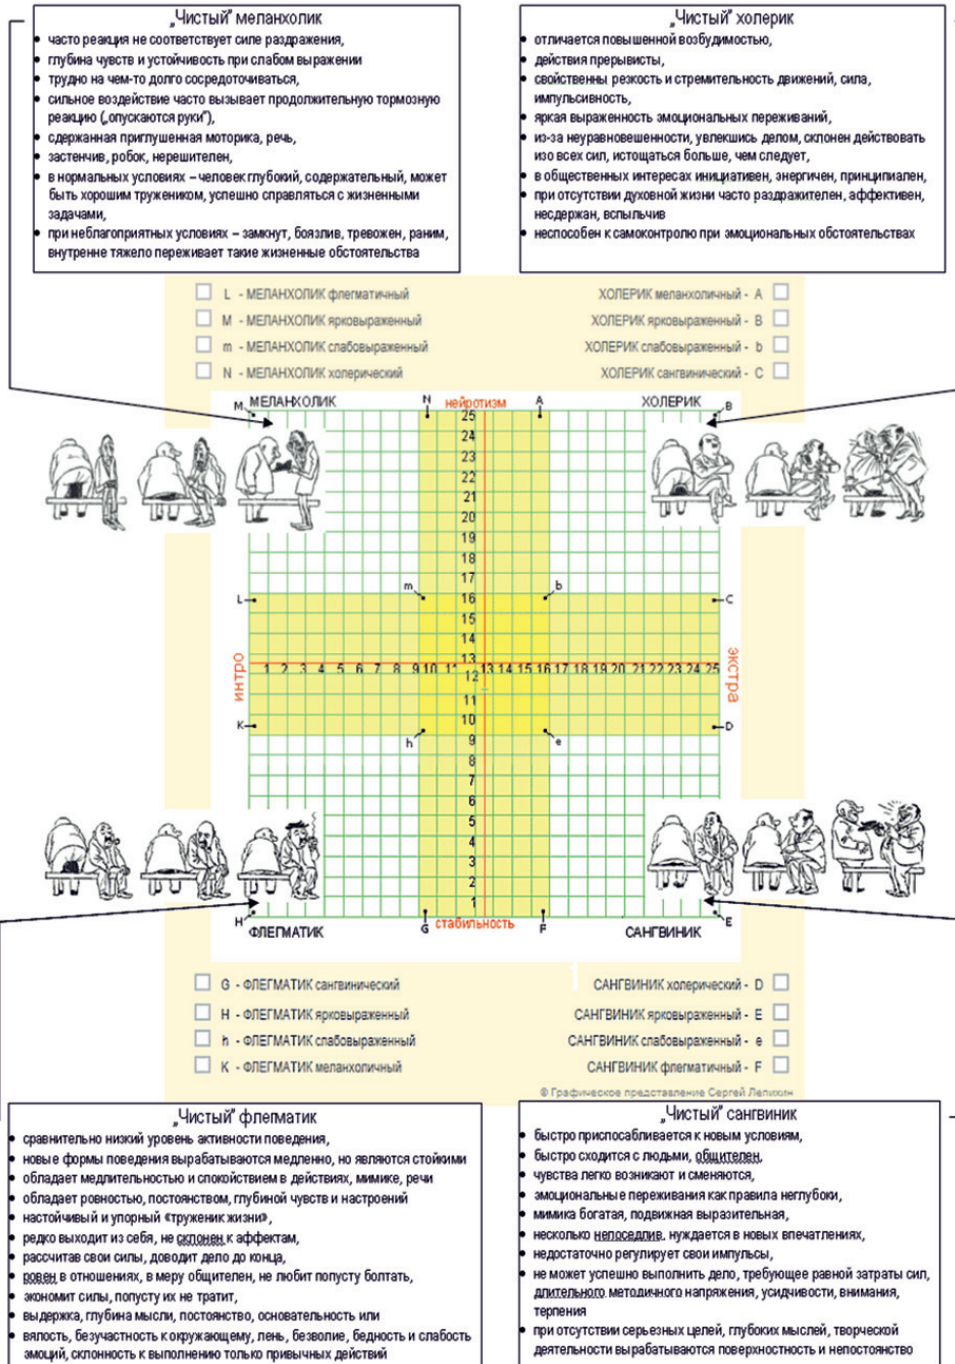 „Чистый” меланхолик
• часто реакция не соответствует силе раздражения,
• глубина чувств и устойчивость при слабом выражении
• трудно на чем-то долго сосредоточиваться,
• сильное воздействие часто вызывает продолжительную тормозную
реакцию („опускаются руки”),
• сдержанная приглушенная моторика, речь,
• застенчив, робок, нерешителен,
• в нормальных условиях – человек глубокий, содержательный, может
быть хорошим тружеником, успешно справляться с жизненными
задачами,
• при неблагоприятных условиях – замкнут, боязлив, тревожен, раним,
внутренне тяжело переживает такие жизненные обстоятельства
„Чистый” холерик
• отличается повышенной возбудимостью,
• действия прерывисты,
• свойственны резкость и стремительность движений, сила,
импульсивность,
• яркая выраженность эмоциональных переживаний,
• из-за неуравновешенности, увлекшись делом, склонен действовать
изо всех сил, истощаться больше, чем следует,
• в общественных интересах инициативен, энергичен, принципиален,
• при отсутствии духовной жизни часто раздражителен, аффективен,
несдержан, вспыльчив
• неспособен к самоконтролю при эмоциональных обстоятельствах
L - МЕЛАНХОЛИК флегматичный
M - МЕЛАНХОЛИК ярковыраженный
m - МЕЛАНХОЛИК слабовыраженный
N - МЕЛАНХОЛИК холерический
ХОЛЕРИК меланхоличный - A
ХОЛЕРИК ярковыраженный - B
ХОЛЕРИК слабовыраженный - b
ХОЛЕРИК сангвинический - C
M МЕЛАНХОЛИК N нейротизм A ХОЛЕРИК B
25
24
23
22
21
20
19
18
17
m 16 b
L C
15
14
13
интро 1 2 3 4 5 6 7 8 9 10 11 13 14 15 16 17 18 19 20 21 22 23 24 25 экстра
12
11
10
K D
h 9 e
8
7
6
5
4
3
2
1
H ФЛЕГМАТИК G стабильность F САНГВИНИК E
1
G - ФЛЕГМАТИК сангвинический
H - ФЛЕГМАТИК ярковыраженный
h - ФЛЕГМАТИК слабовыраженный
K - ФЛЕГМАТИК меланхоличный
САНГВИНИК холерический - D
САНГВИНИК ярковыраженный - E
САНГВИНИК слабовыраженный - e
САНГВИНИК флегматичный - F
© Графическое представление Сергей Лепихин
„Чистый” флегматик
• сравнительно низкий уровень активности поведения,
• новые формы поведения вырабатываются медленно, но являются стойкими
• обладает медлительностью и спокойствием в действиях, мимике, речи
• обладает ровностью, постоянством, глубиной чувств и настроений
• настойчивый и упорный «труженик жизни»,
• редко выходит из себя, не склонен к аффектам,
• рассчитав свои силы, доводит дело до конца,
• ровен в отношениях, в меру общителен, не любит попусту болтать,
• экономит силы, попусту их не тратит,
• выдержка, глубина мысли, постоянство, основательность или
• вялость, безучастность к окружающему, лень, безволие, бедность и слабость
эмоций, склонность к выполнению только привычных действий
„Чистый” сангвиник
• быстро приспосабливается к новым условиям,
• быстро сходится с людьми, общителен,
• чувства легко возникают и сменяются,
• эмоциональные переживания как правила неглубоки,
• мимика богатая, подвижная выразительная,
• несколько непоседлив, нуждается в новых впечатлениях,
• недостаточно регулирует свои импульсы,
• не может успешно выполнить дело, требующее равной затраты сил,
длительного методичного напряжения, усидчивости, внимания,
терпения
• при отсутствии серьезных целей, глубоких мыслей, творческой
деятельности вырабатываются поверхностность и непостоянство